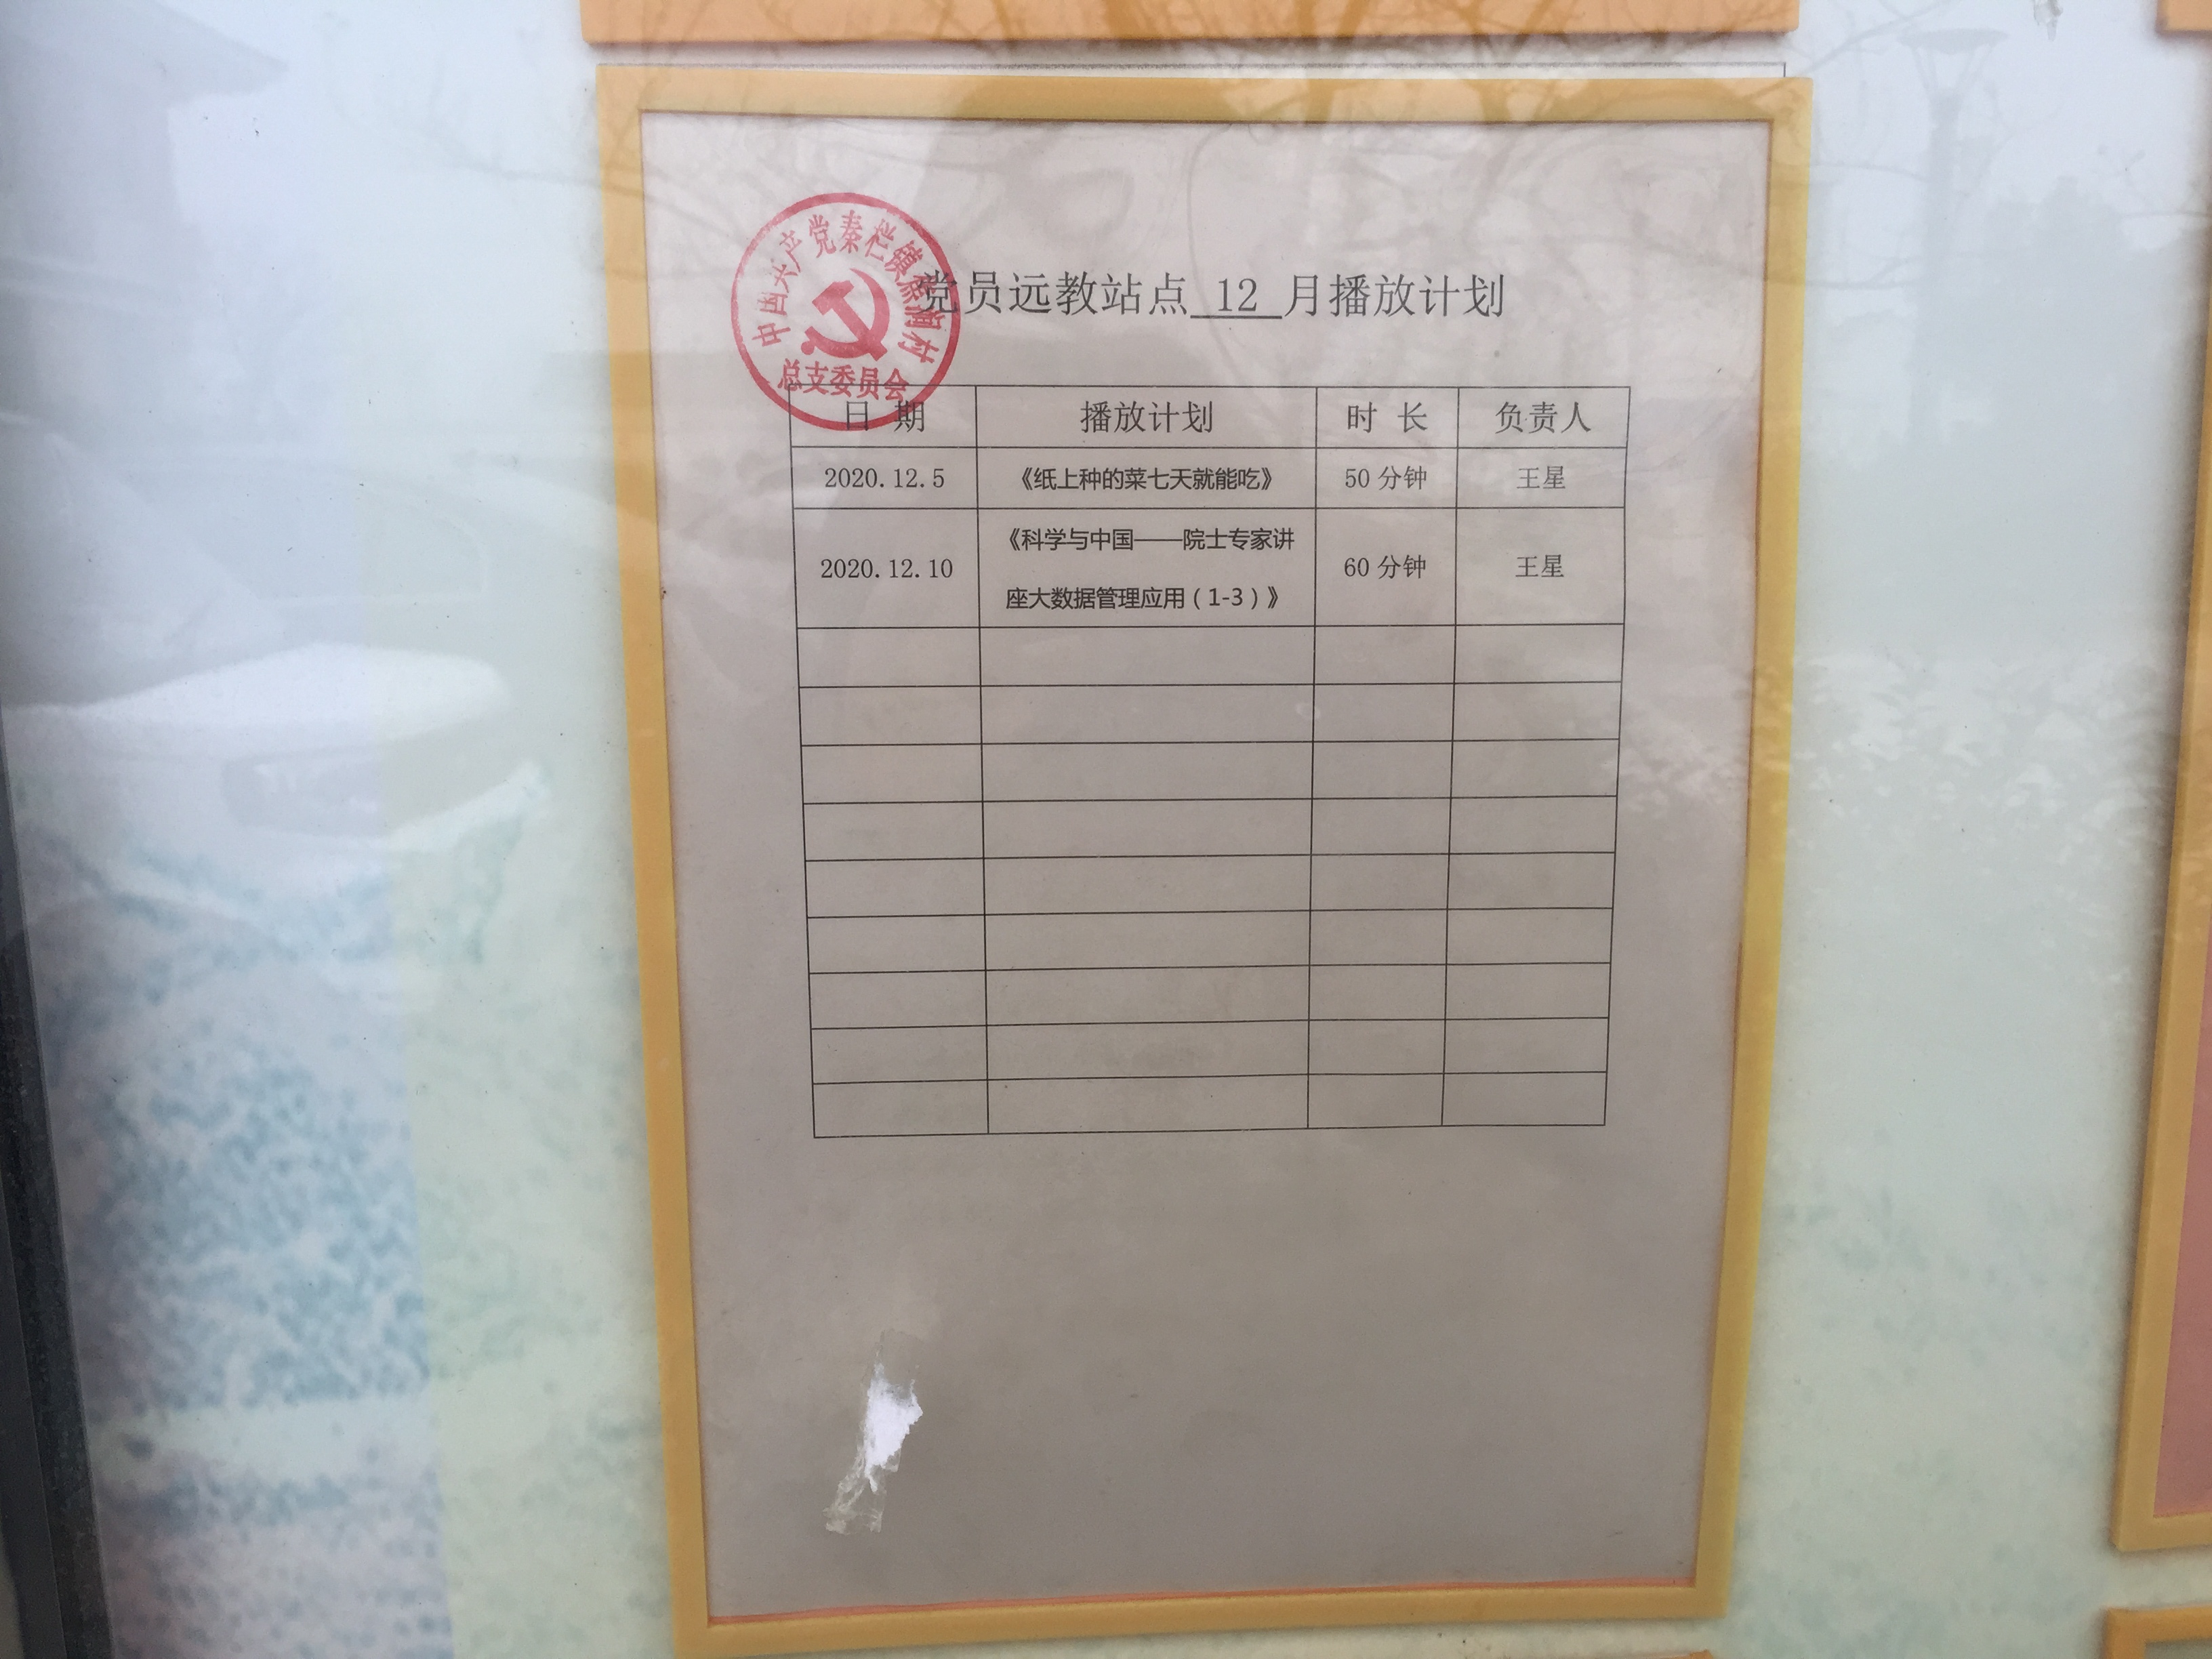 中国共产党秦栏镇
村
总支委员会
党员远教站点 12 月播放计划
日 期 播放计划 时 长 负责人
2020.12.5 《纸上种的菜七天就能吃》 50 分钟 王星
《科学与中国——院士专家讲
2020.12.10 60 分钟 王星
座大数据管理应用（1-3）》